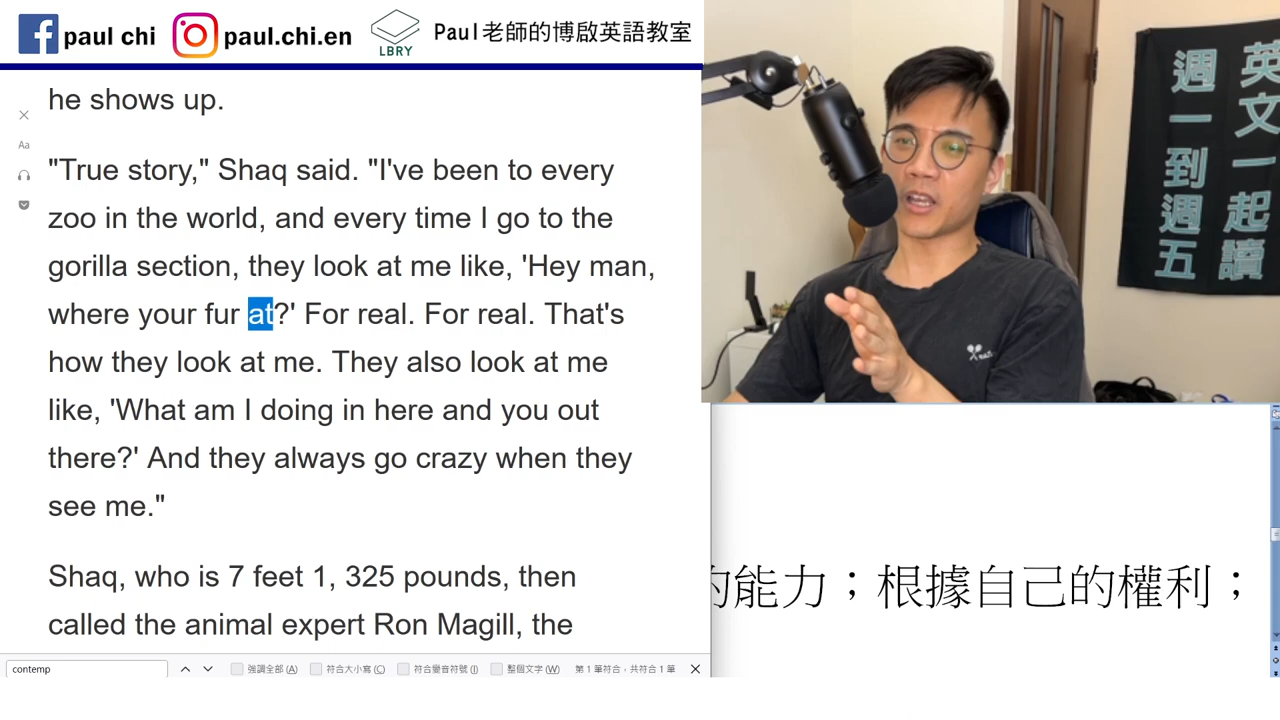 paul chi
paul.chi.en
LBRY
Paul老師的博啟英語教室
he shows up.
"True story," Shaq said. "I've been to every
zoo in the world, and every time I go to the
gorilla section, they look at me like, 'Hey man,
where your fur at?' For real. For real. That's
how they look at me. They also look at me
like, 'What am I doing in here and you out
there?' And they always go crazy when they
see me."
Shaq, who is 7 feet 1, 325 pounds, then
called the animal expert Ron Magill, the
Aa
contemp
強調全部 (A)
符合大小寫 (C)
符合變音符號 (I)
整個文字 (W)
第 1 筆符合，共符合 1 筆
英文一起讀
週一到週五
的能力；根據自己的權利；